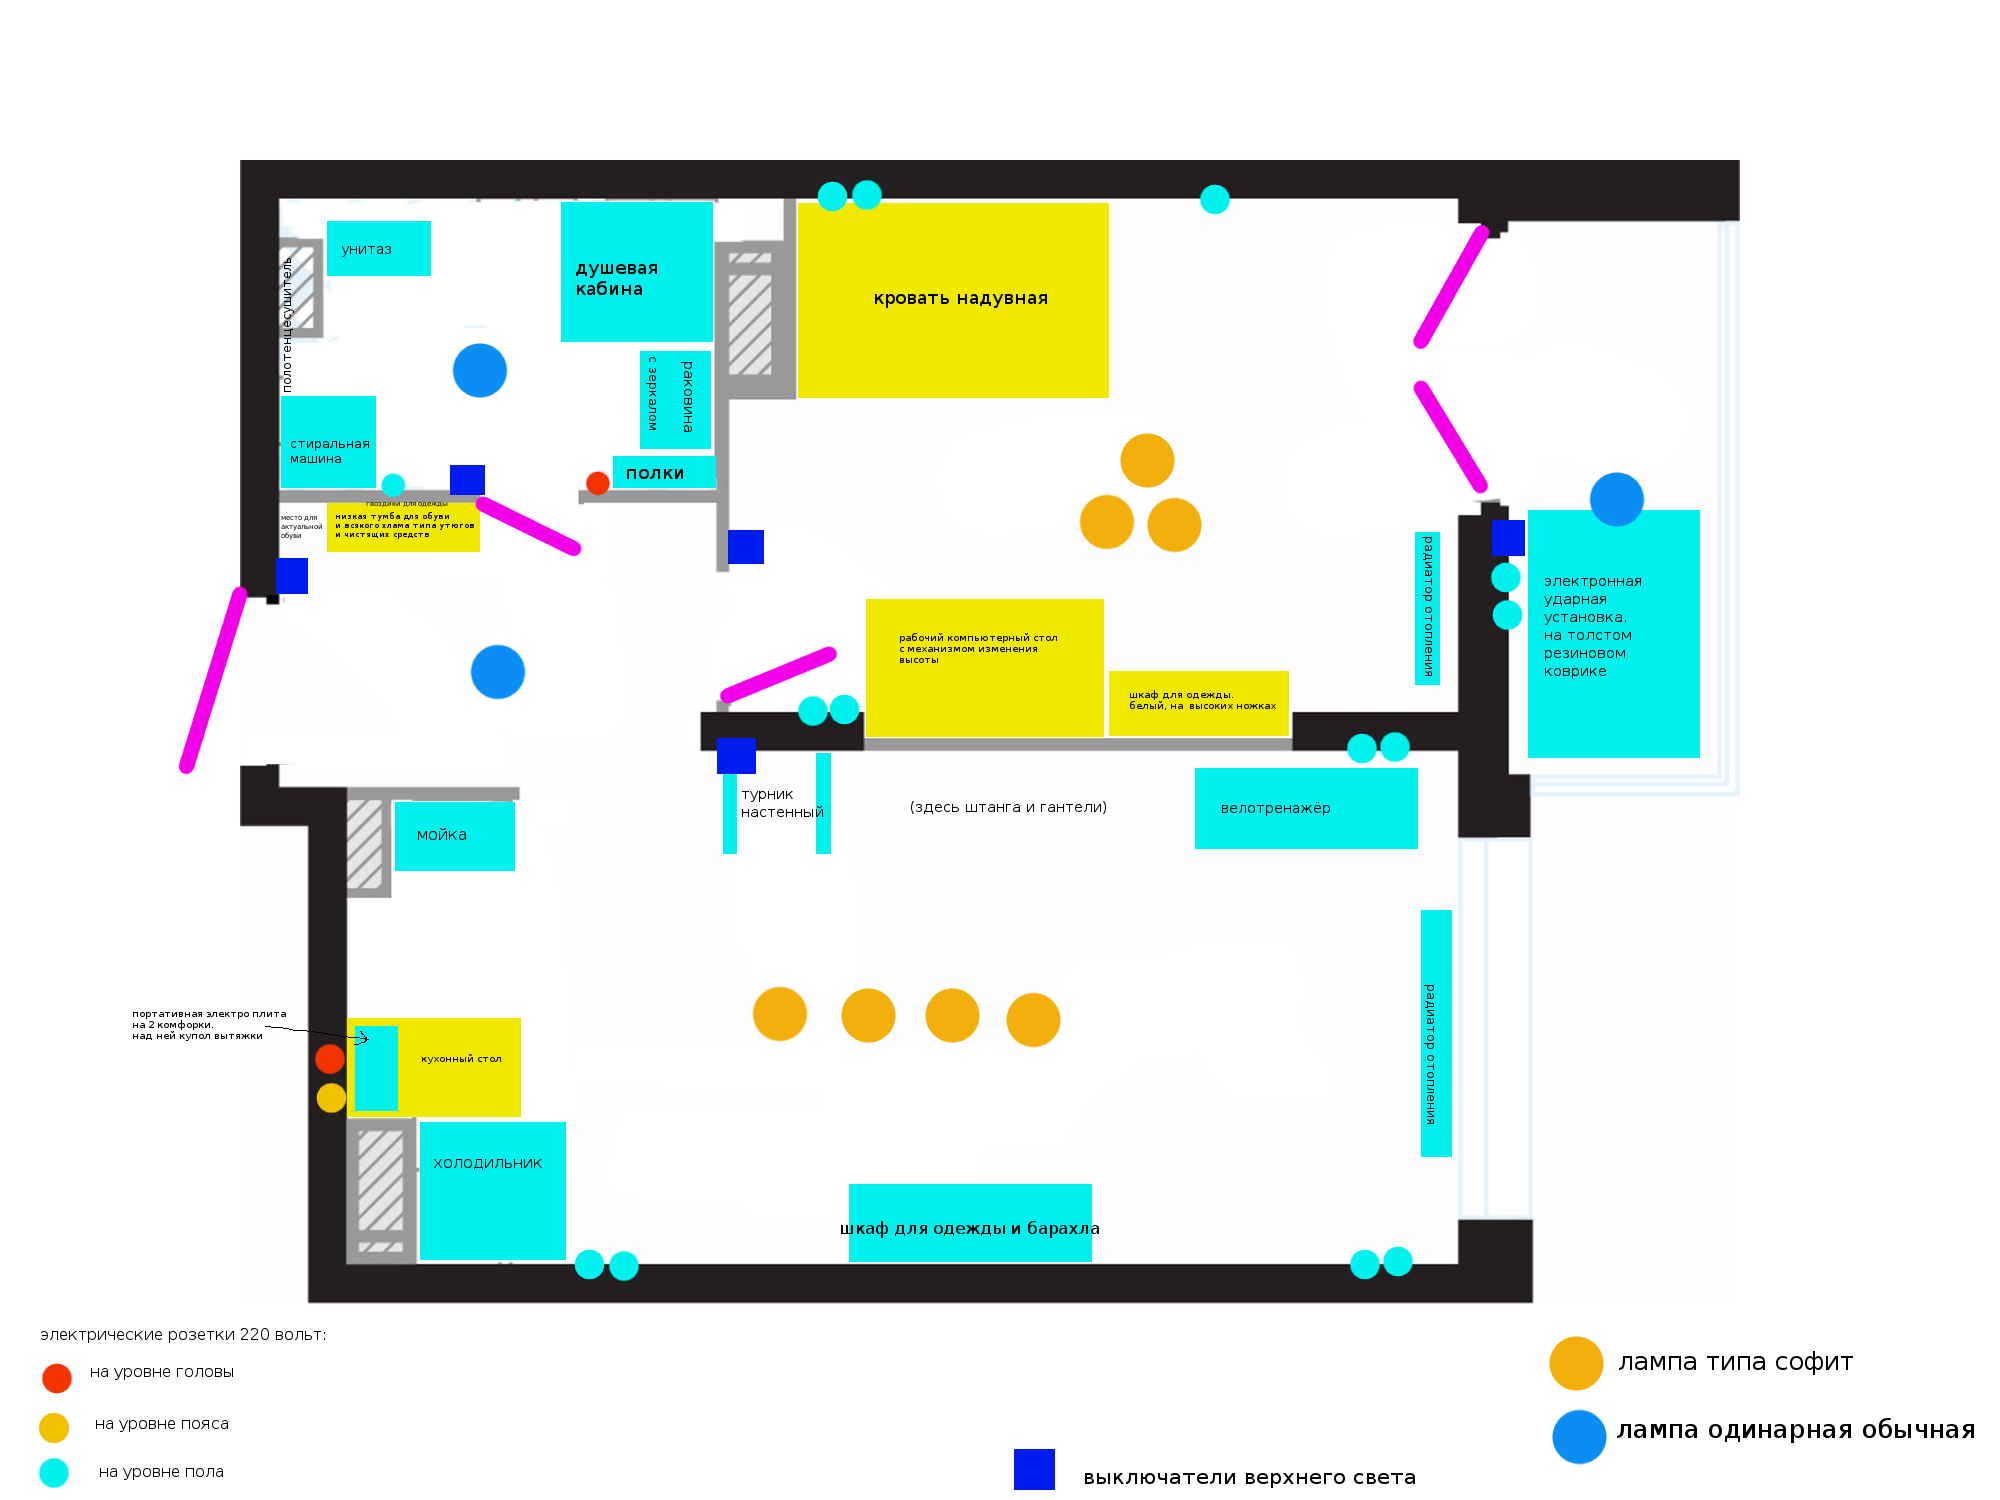 унитаз
полотенцесушитель
душевая
кабина
кровать надувной
с зеркалом
раковина
стиральная
машина
полки
гвоздики для одежды
место для
актуальной
обуви
низкая тумба для обуви
и всякого хлама типа утюгов
и чистящих средств
радиатор отопления
электронная
ударная
установка.
на толстом
резиновом
коврике
рабочий компьютерный стол
с механизмом изменения
высоты
шкаф для одежды.
белый, на высоких ножках
турник
настенный
(здесь штанга и гантели)
велотренажёр
мойка
радиатор отопления
портативная электро плита
на 2 комфорки.
над ней купол вытяжки
кухонный стол
холодильник
шкаф для одежды и барахла
электрические розетки 220 вольт:
на уровне головы
на уровне пояса
на уровне пола
лампа типа софит
лампа одинарная обычная
выключатели верхнего света